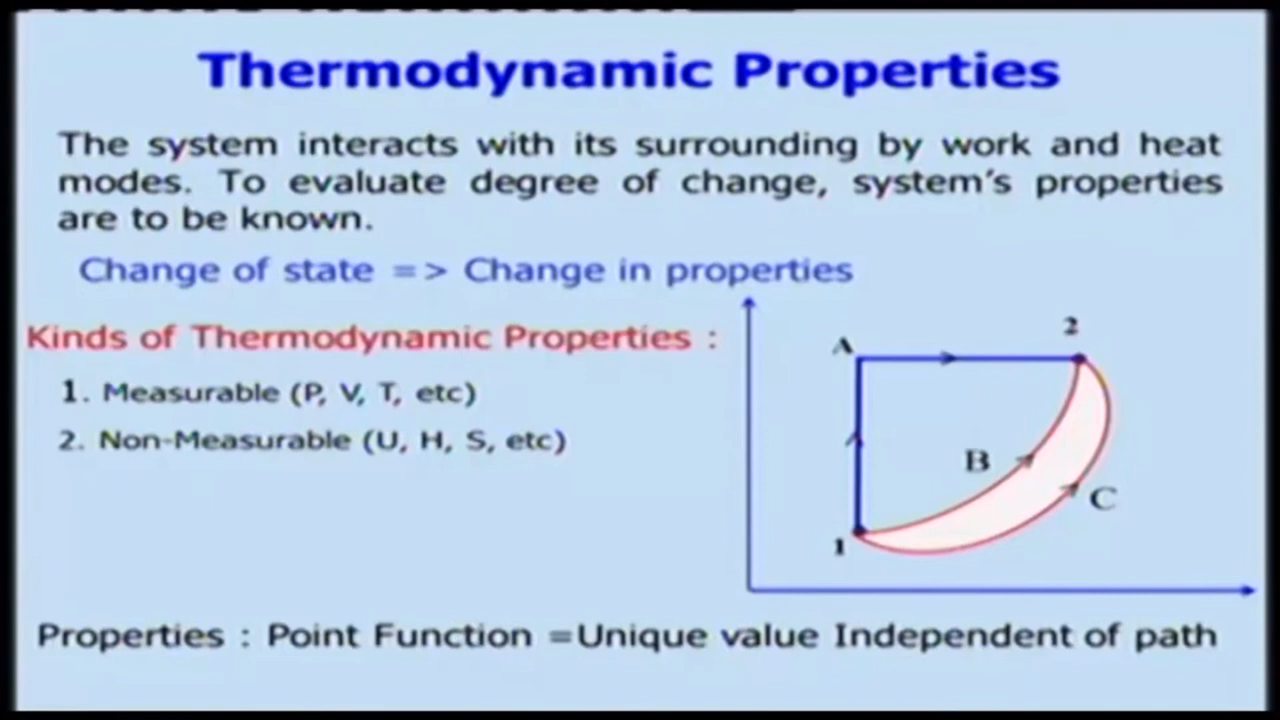 Thermodynamic Properties
The system interacts with its surrounding by work and heat
modes. To evaluate degree of change, system's properties
are to be known.
Change of state => Change in properties
Kinds of Thermodynamic Properties :
1. Measurable (P, V, T, etc)
2. Non-Measurable (U, H, S, etc)
A
2
B
C
1
Properties : Point Function =Unique value Independent of path